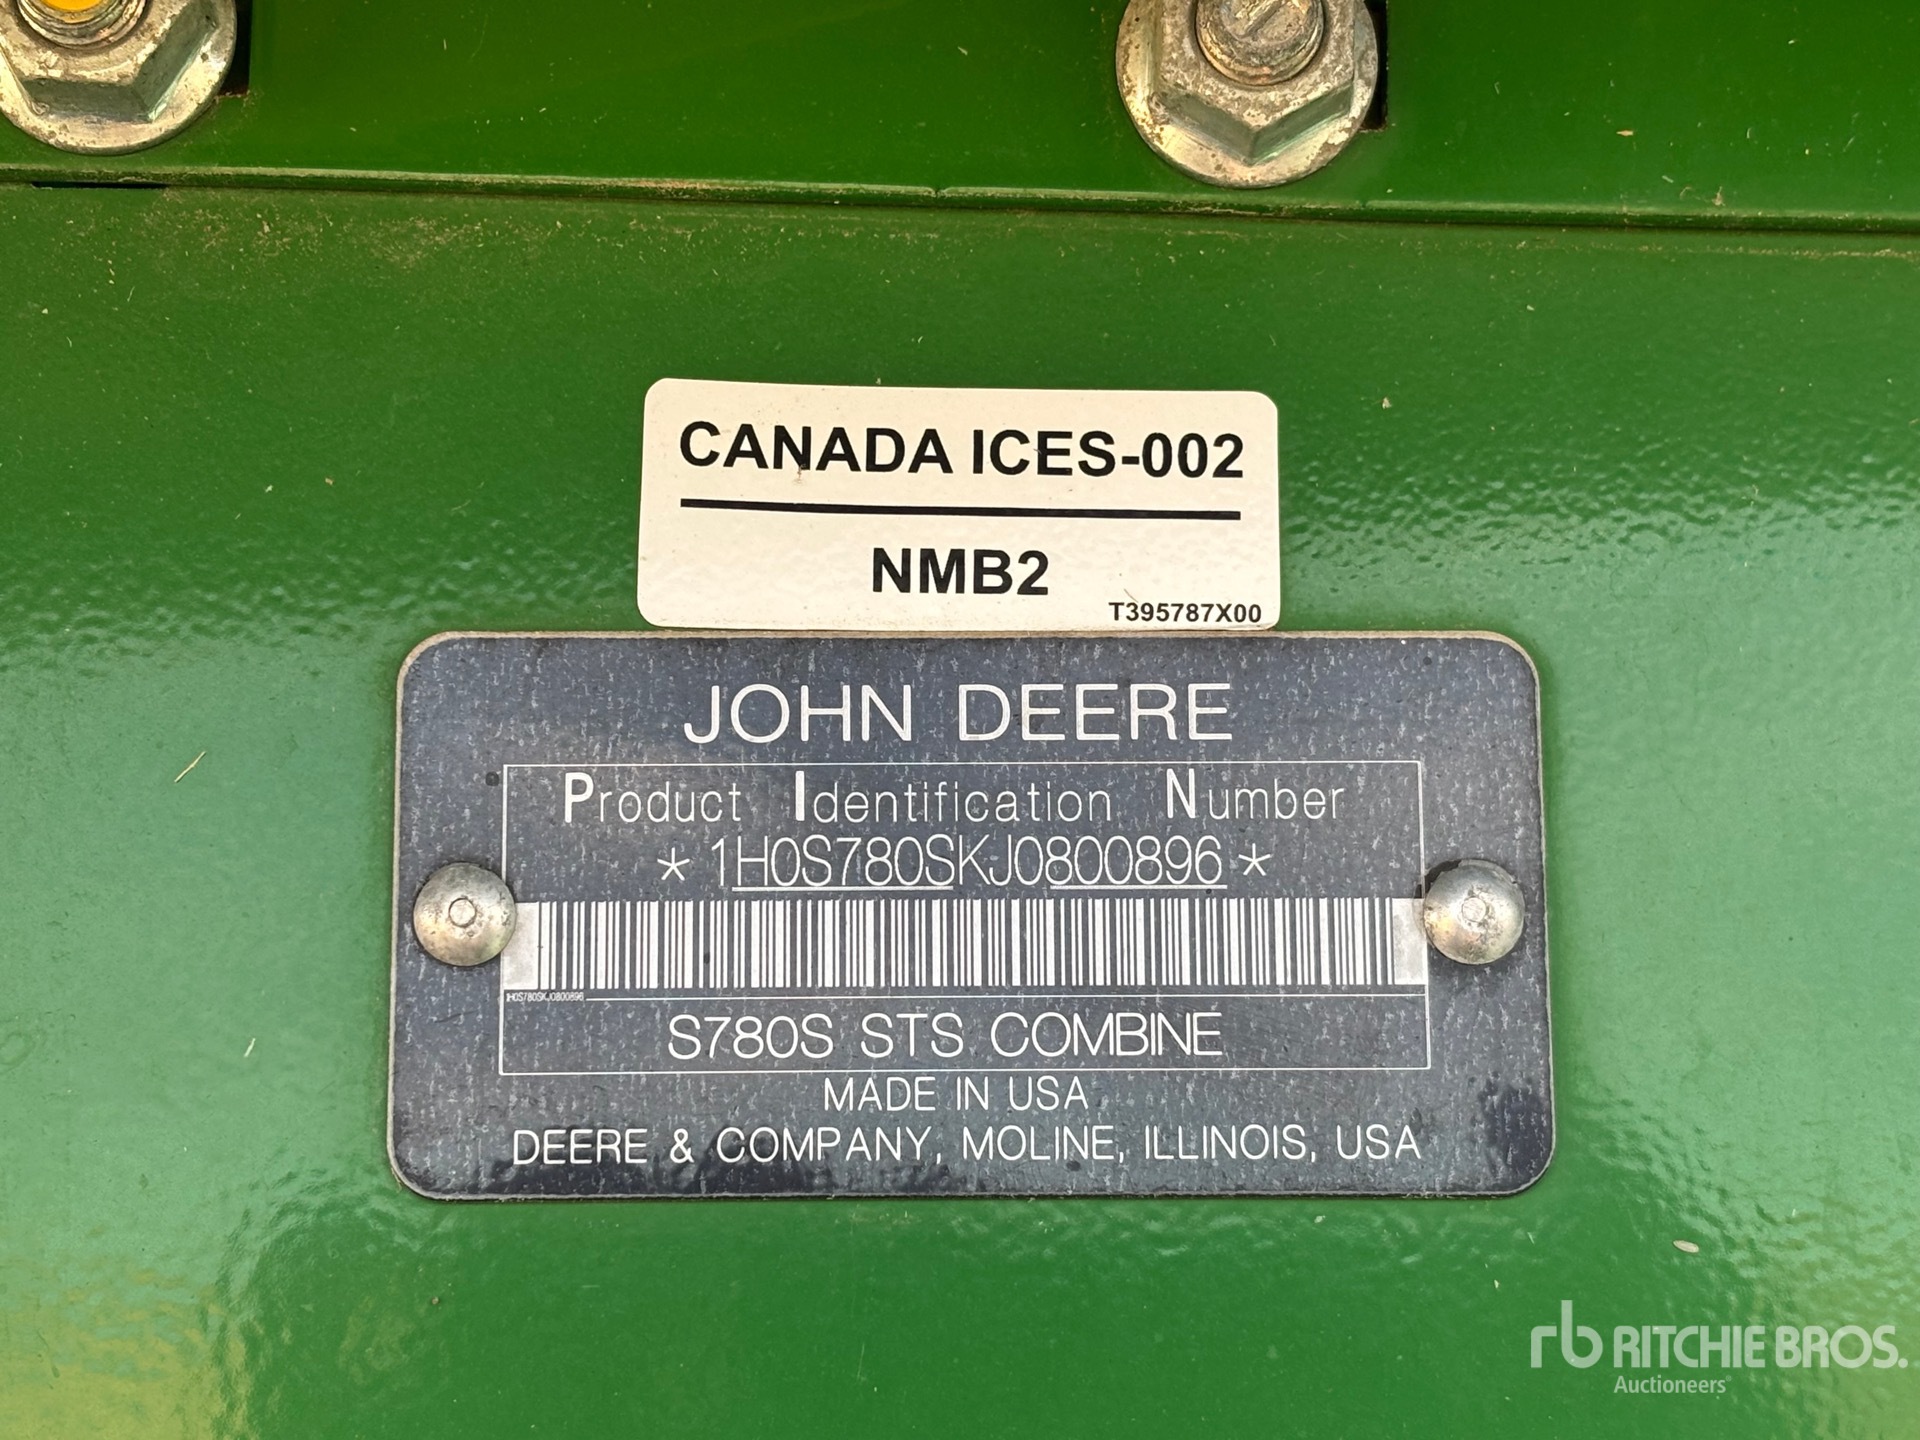 CANADA ICES-002
NMB2
T395787X00
JOHN DEERE
Product Identification Number
*1H0S780SKJ0800896*
1H0S780SKJ0800896
S780S STS COMBINE
MADE IN USA
DEERE & COMPANY, MOLINE, ILLINOIS, USA
rb RITCHIE BROS.
Auctioneers